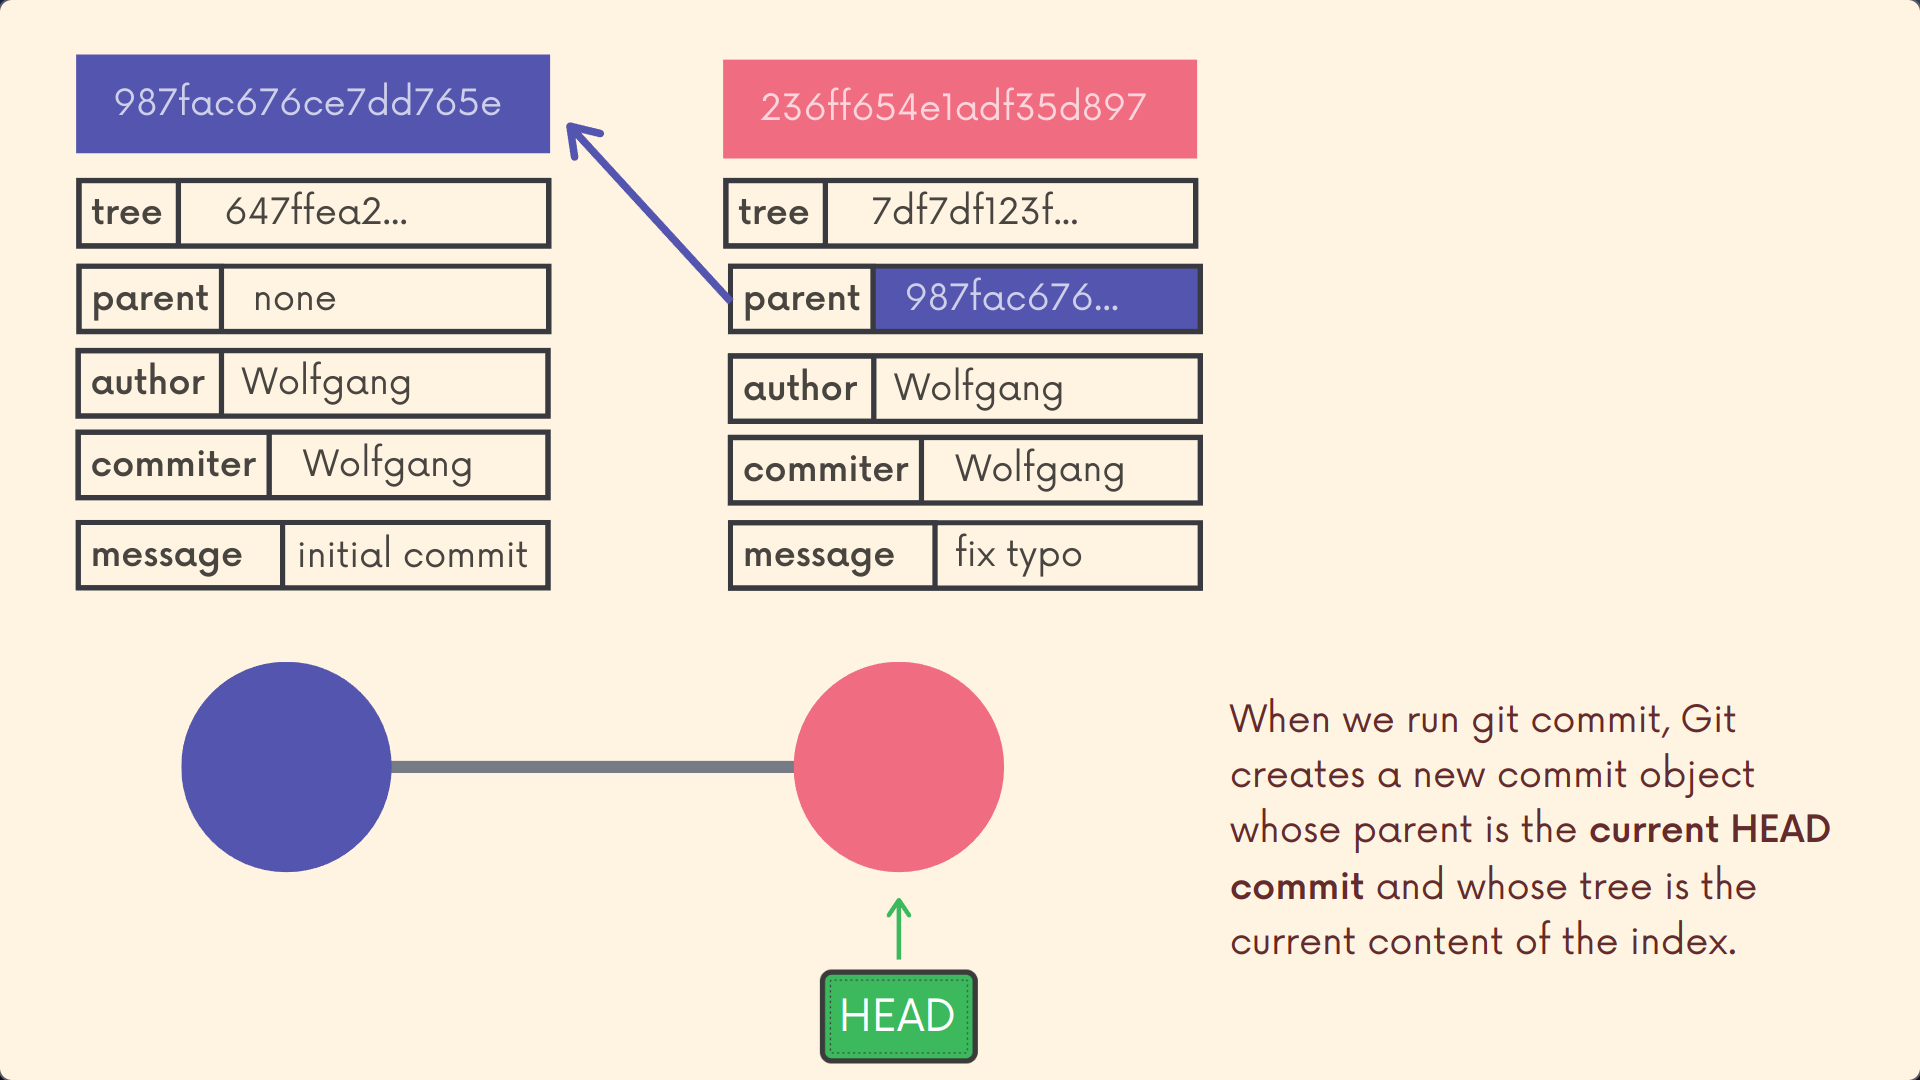 987fac676ce7dd765e
tree 647ffea2...
parent none
author Wolfgang
commiter Wolfgang
message initial commit
236ff654e1adf35d897
tree 7df7df123f...
parent 987fac676...
author Wolfgang
commiter Wolfgang
message fix typo
When we run git commit, Git
creates a new commit object
whose parent is the current HEAD
commit and whose tree is the
current content of the index.
HEAD